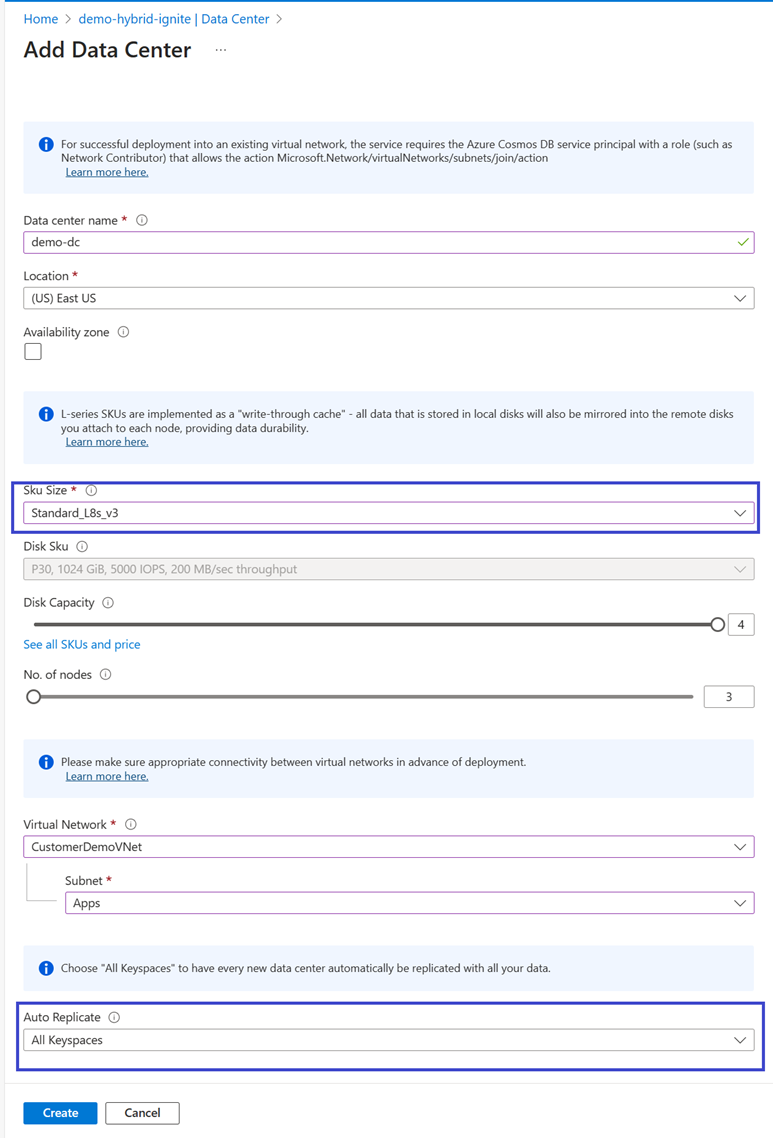 Home > demo-hybrid-ignite | Data Center >
Add Data Center ...
For successful deployment into an existing virtual network, the service requires the Azure Cosmos DB service principal with a role (such as
Network Contributor) that allows the action Microsoft.Network/virtualNetworks/subnets/join/action
Learn more here.
Data center name *
demo-dc
Location *
(US) East US
Availability zone
L-series SKUs are implemented as a "write-through cache" - all data that is stored in local disks will also be mirrored into the remote disks
you attach to each node, providing data durability.
Learn more here.
Sku Size *
Standard_L8s_v3
Disk Sku
P30, 1024 GiB, 5000 IOPS, 200 MB/sec throughput
Disk Capacity
4
See all SKUs and price
No. of nodes
3
Please make sure appropriate connectivity between virtual networks in advance of deployment.
Learn more here.
Virtual Network *
CustomerDemoVNet
Subnet *
Apps
Choose "All Keyspaces" to have every new data center automatically be replicated with all your data.
Auto Replicate
All Keyspaces
Create Cancel